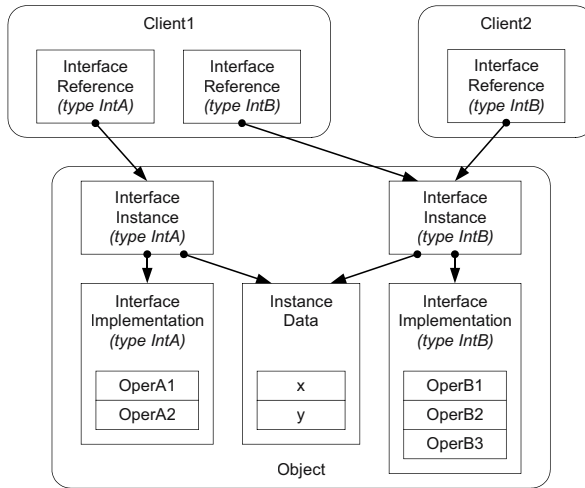 Client1
Client2
Interface
Reference
(type IntA)
Interface
Reference
(type IntB)
Interface
Reference
(type IntB)
Interface
Instance
(type IntA)
Interface
Instance
(type IntB)
Interface
Implementation
(type IntA)
OperA1
OperA2
Instance
Data
x
y
Interface
Implementation
(type IntB)
OperB1
OperB2
OperB3
Object